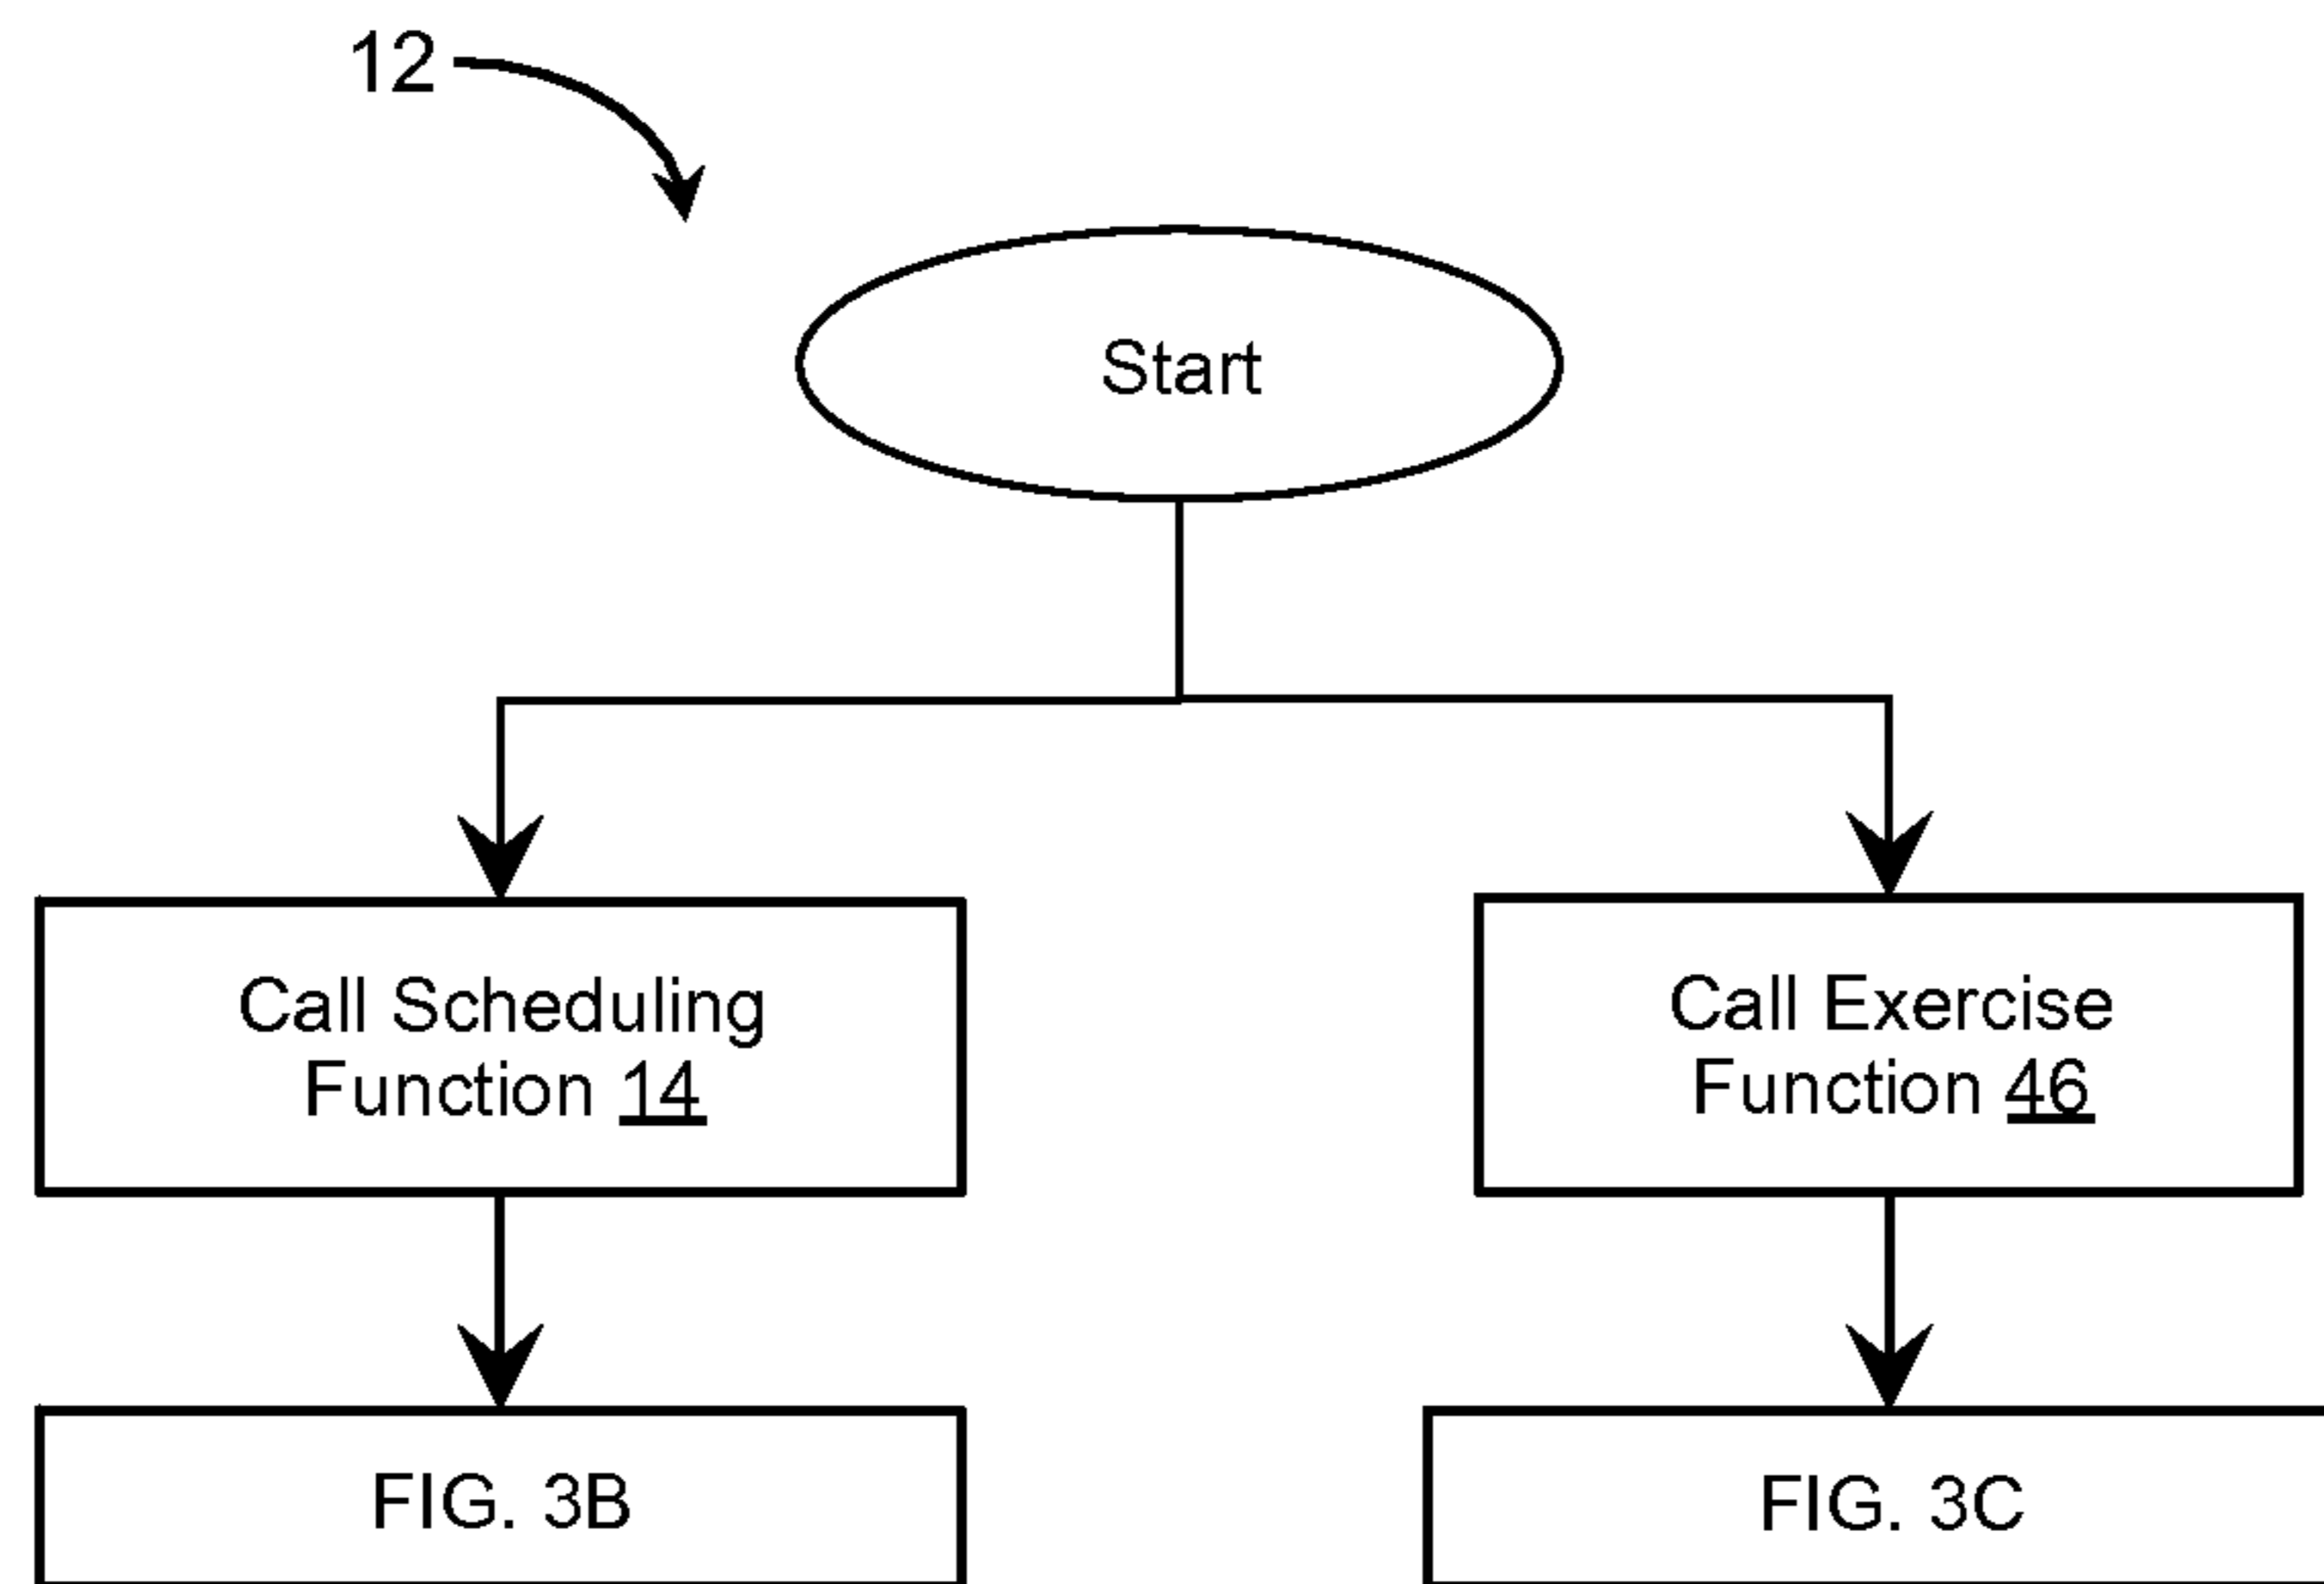 12
Start
Call Scheduling
Function 14
Call Exercise
Function 46
FIG. 3B
FIG. 3C